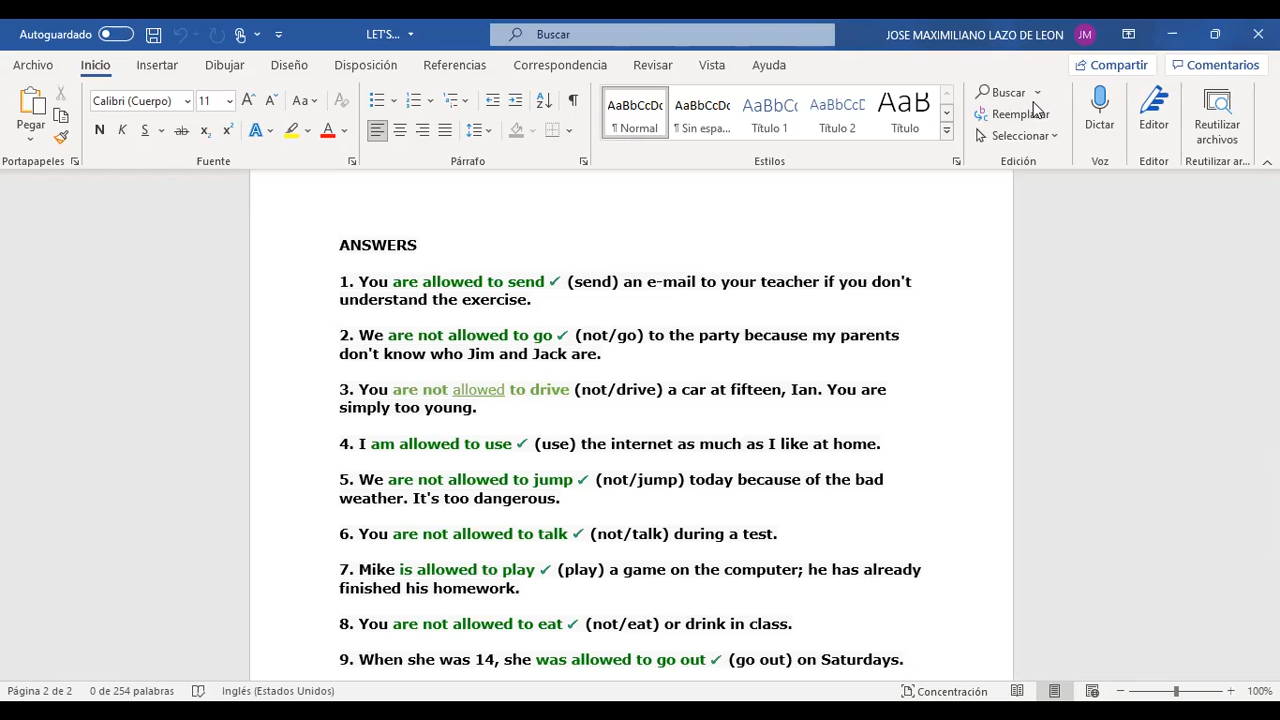 Autoguardado
LET'S...
Buscar
JOSE MAXIMILIANO LAZO DE LEON
JM
Archivo Inicio Insertar Dibujar Diseño Disposición Referencias Correspondencia Revisar Vista Ayuda
Compartir Comentarios
Pegar
Portapapeles
Calibri (Cuerpo) 11
Aa
N K S ab x₂ x² A A
Fuente
Párrafo
AaBbCcDc AaBbCcDc AaBbCc AaBbCcD AaB
¶ Normal ¶ Sin espa... Título 1 Título 2 Título
Estilos
Buscar
Reemplazar
Seleccionar
Edición
Dictar
Voz
Editor
Editor
Reutilizar archivos
Reutilizar ar...
ANSWERS
1. You are allowed to send ✓ (send) an e-mail to your teacher if you don't
understand the exercise.
2. We are not allowed to go ✓ (not/go) to the party because my parents
don't know who Jim and Jack are.
3. You are not allowed to drive (not/drive) a car at fifteen, Ian. You are
simply too young.
4. I am allowed to use ✓ (use) the internet as much as I like at home.
5. We are not allowed to jump ✓ (not/jump) today because of the bad
weather. It's too dangerous.
6. You are not allowed to talk ✓ (not/talk) during a test.
7. Mike is allowed to play ✓ (play) a game on the computer; he has already
finished his homework.
8. You are not allowed to eat ✓ (not/eat) or drink in class.
9. When she was 14, she was allowed to go out ✓ (go out) on Saturdays.
Página 2 de 2 0 de 254 palabras Inglés (Estados Unidos)
Concentración
100%